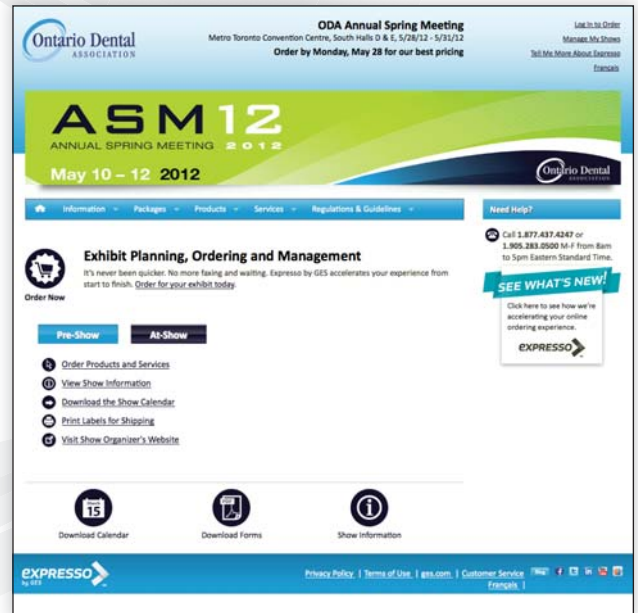 Ontario Dental
ASSOCIATION
ODA Annual Spring Meeting
Metro Toronto Convention Centre, South Halls D & E, 5/28/12 - 5/31/12
Order by Monday, May 28 for our best pricing
Log In to Order
Manage My Shows
Tell Me More About Expresso
Français
ASM12
ANNUAL SPRING MEETING 2012
May 10 – 12 2012
Ontario Dental
ASSOCIATION
Information
Packages
Products
Services
Regulations & Guidelines
Need Help?
Call 1.877.437.4247 or
1.905.283.0500 M-F from 8am
to 5pm Eastern Standard Time.
SEE WHAT'S NEW!
Click here to see how we're
accelerating your online
ordering experience.
EXPRESSO
Order Now
Exhibit Planning, Ordering and Management
It's never been quicker. No more faxing and waiting. Expresso by GES accelerates your experience from
start to finish. Order for your exhibit today.
Pre-Show
At-Show
Order Products and Services
View Show Information
Download the Show Calendar
Print Labels for Shipping
Visit Show Organizer's Website
March
15
Download Calendar
PDF
Download Forms
Show Information
EXPRESSO
by GES
Privacy Policy | Terms of Use | ges.com | Customer Service
Français |